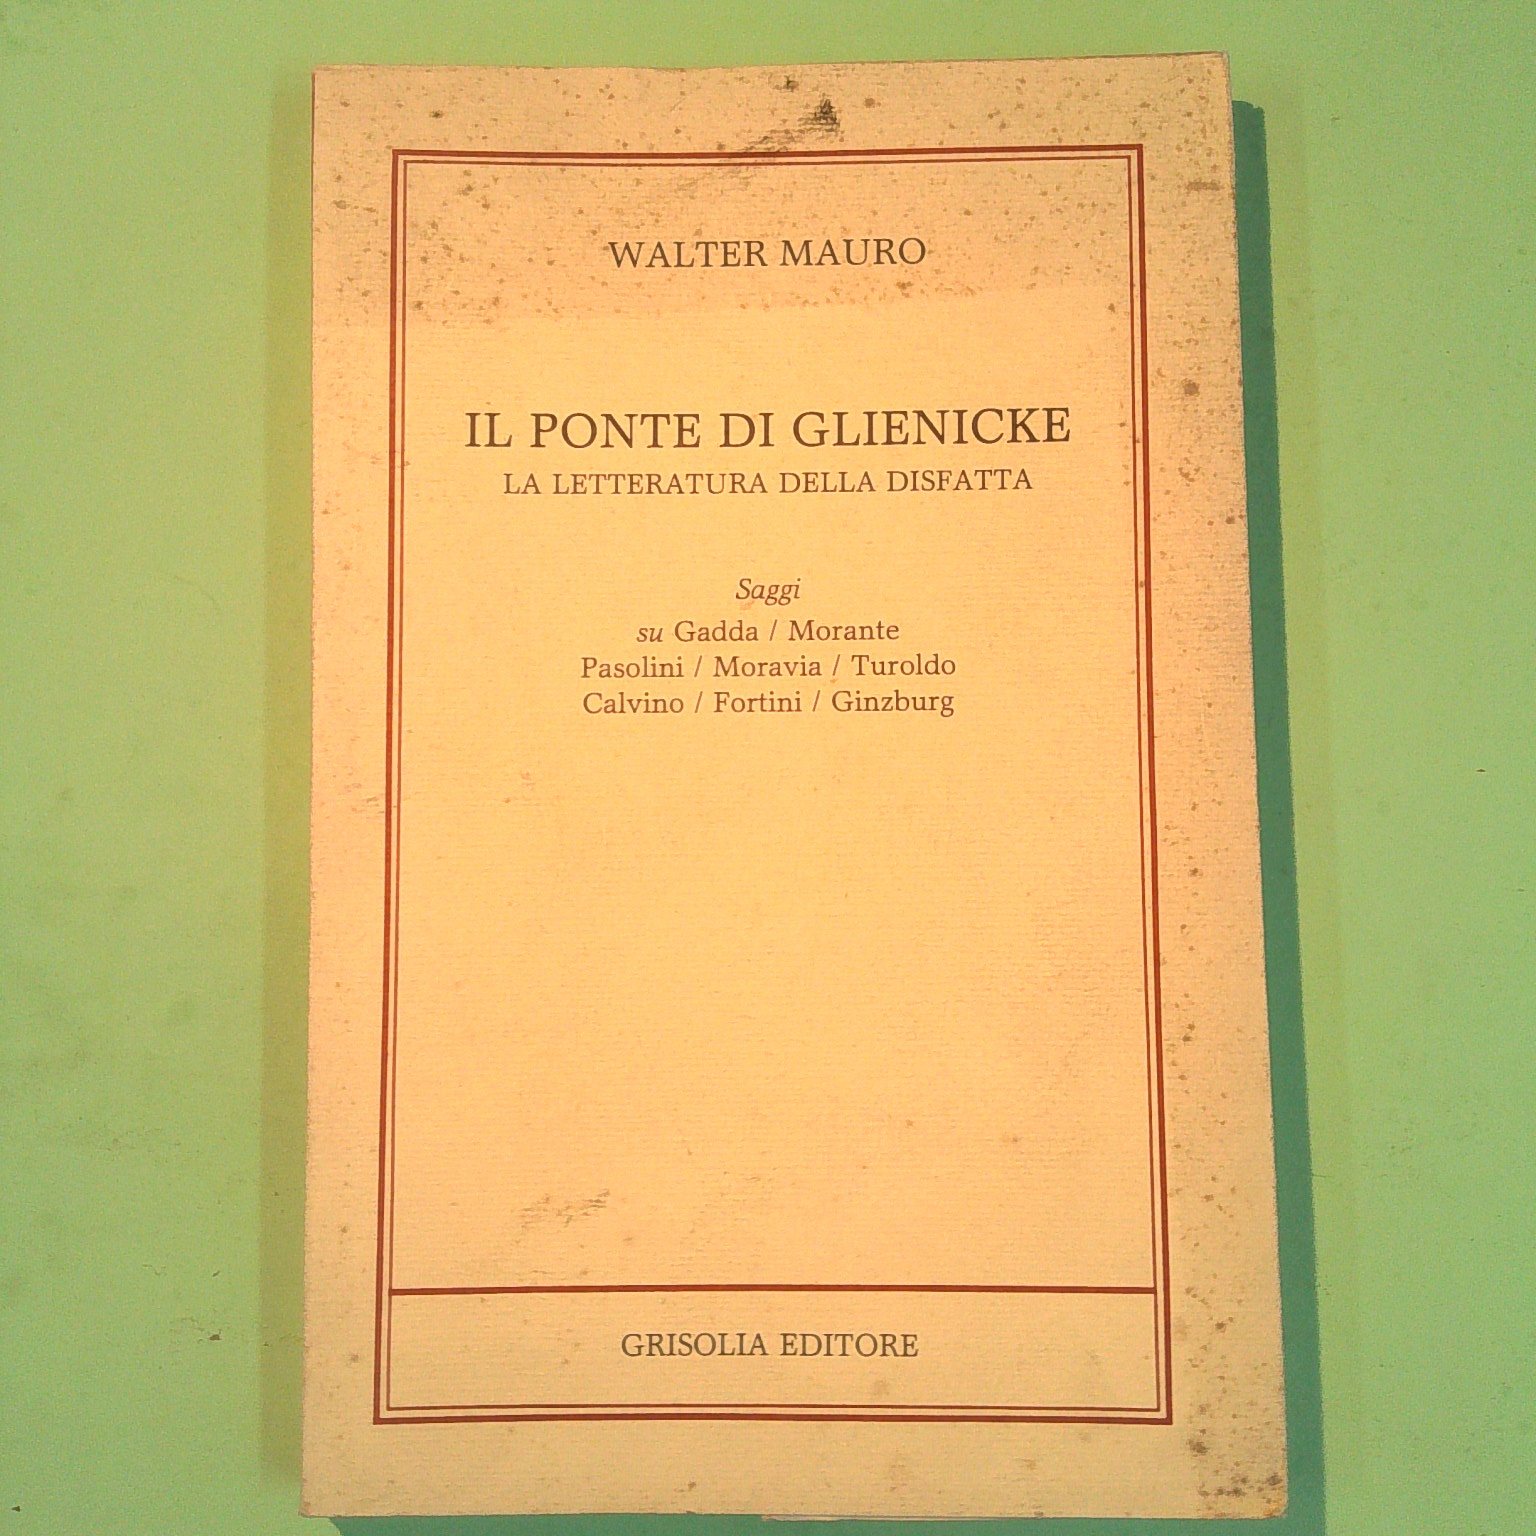 WALTER MAURO
IL PONTE DI GLIENICKE
LA LETTERATURA DELLA DISFATTA
Saggi
su Gadda / Morante
Pasolini / Moravia / Turoldo
Calvino / Fortini / Ginzburg
GRISOLIA EDITORE